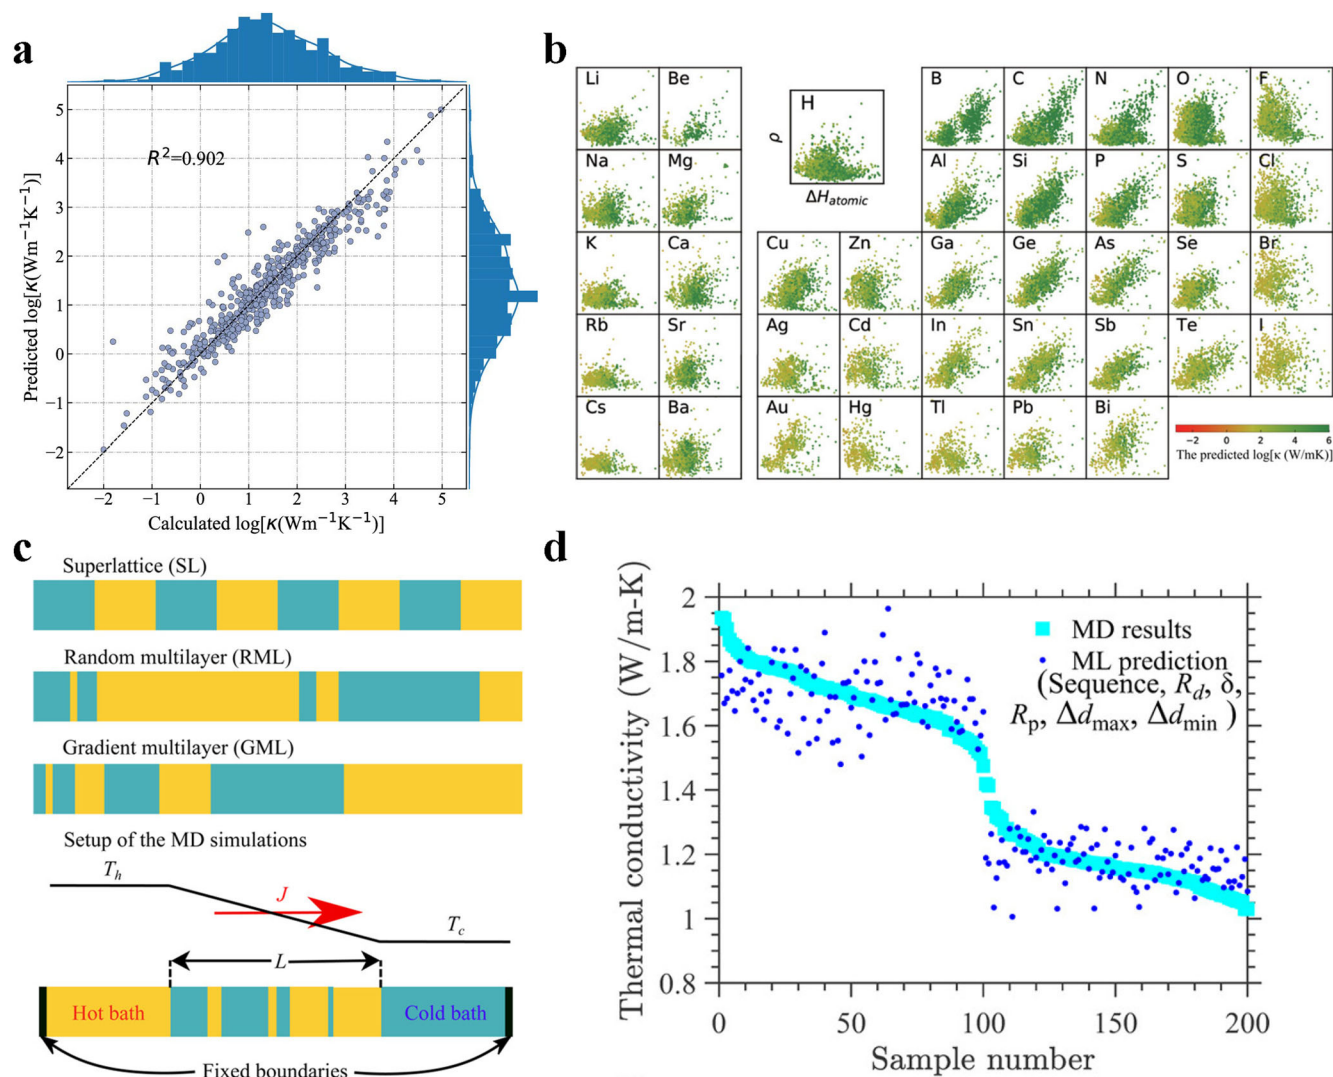 a
R²=0.902
Predicted log[κ(Wm⁻¹K⁻¹)]
5
4
3
2
1
0
−1
−2
−2 −1 0 1 2 3 4 5
Calculated log[κ(Wm⁻¹K⁻¹)]
b
Li Be B C N O F
H
ρ
ΔH_atomic
Na Mg Al Si P S Cl
K Ca Cu Zn Ga Ge As Se Br
Rb Sr Ag Cd In Sn Sb Te I
Cs Ba Au Hg Tl Pb Bi
−2 0 2 4 6
The predicted log[κ (W/mK)]
c
Superlattice (SL)
Random multilayer (RML)
Gradient multilayer (GML)
Setup of the MD simulations
T_h
J
T_c
L
Hot bath Cold bath
Fixed boundaries
d
Thermal conductivity (W/m-K)
2
1.8
1.6
1.4
1.2
1
0.8
MD results
ML prediction
(Sequence, R_d, δ,
R_p, Δd_max, Δd_min )
0 50 100 150 200
Sample number